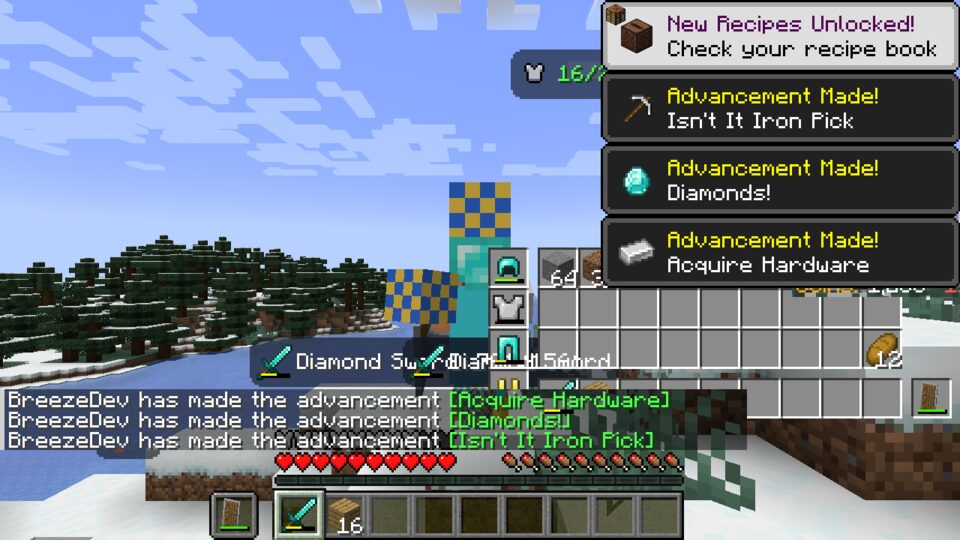 New Recipes Unlocked!
Check your recipe book
16/
Advancement Made!
Isn't It Iron Pick
Advancement Made!
Diamonds!
Advancement Made!
Acquire Hardware
64
12
Diamond
BreezeDev has made the advancement [Acquire Hardware]
BreezeDev has made the advancement [Diamonds!]
BreezeDev has made the advancement [Isn't It Iron Pick]
16